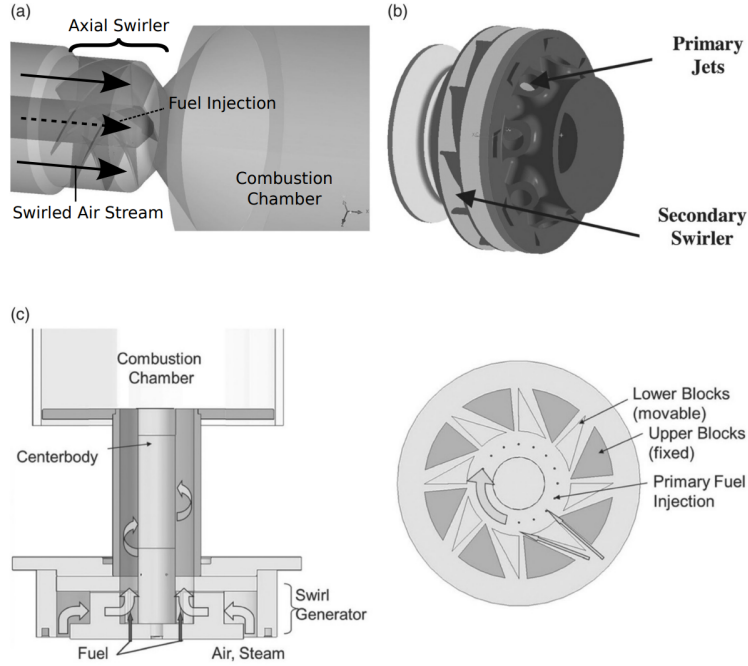 (a)
Axial Swirler
Fuel Injection
Combustion
Chamber
Swirled Air Stream
(b)
Primary
Jets
Secondary
Swirler
(c)
Combustion
Chamber
Centerbody
Swirl
Generator
Fuel
Air, Steam
Lower Blocks
(movable)
Upper Blocks
(fixed)
Primary Fuel
Injection